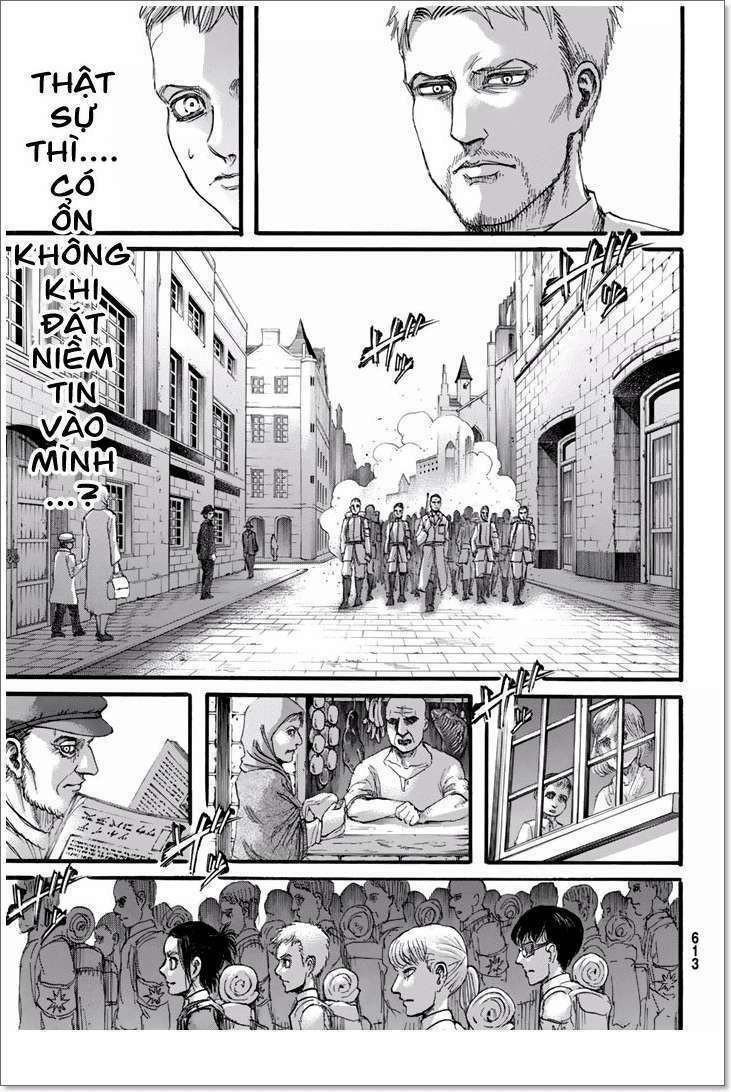 THẬT
SỰ
THÌ....
CÓ
ỔN
KHÔNG
KHI
ĐẶT
NIỀM
TIN
VÀO
MÌNH
....?
613